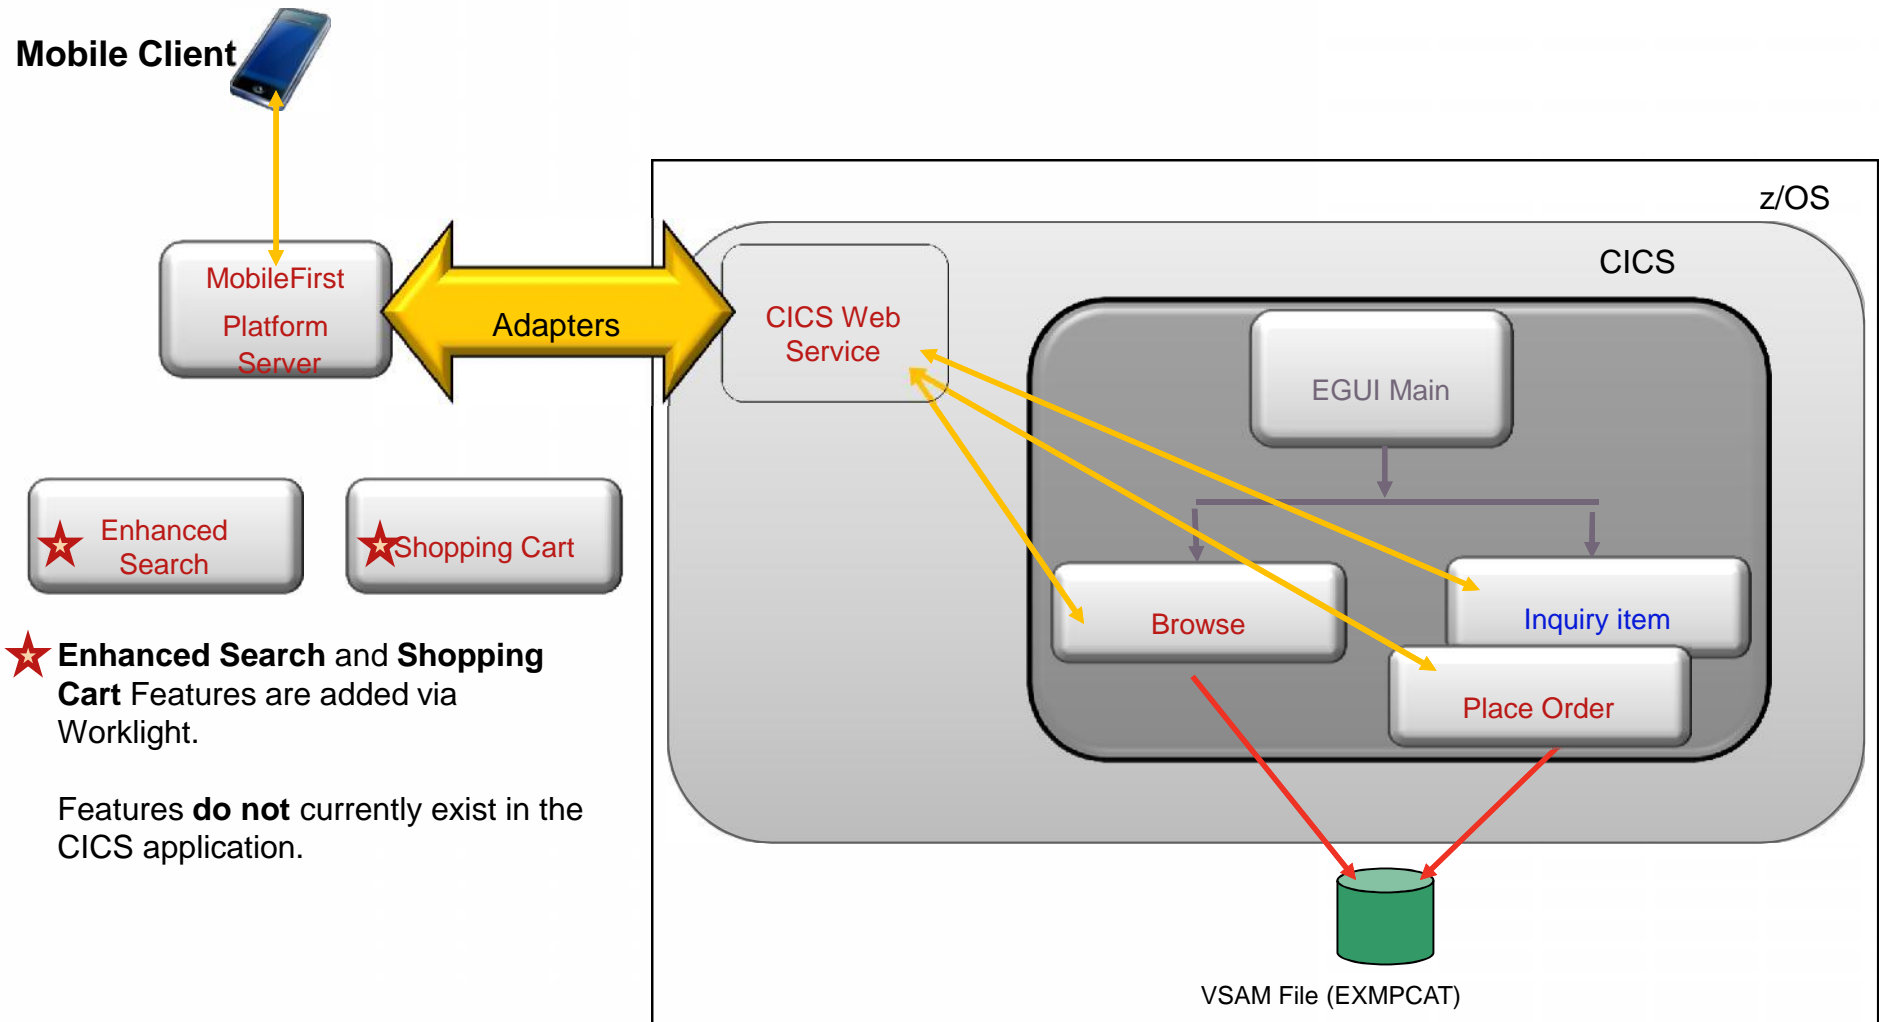 Mobile Client
z/OS
CICS
MobileFirst
Platform
Server
Adapters
CICS Web
Service
EGUI Main
Enhanced
Search
Shopping Cart
Browse
Inquiry item
Place Order
Enhanced Search and Shopping
Cart Features are added via
Worklight.
Features do not currently exist in the
CICS application.
VSAM File (EXMPCAT)